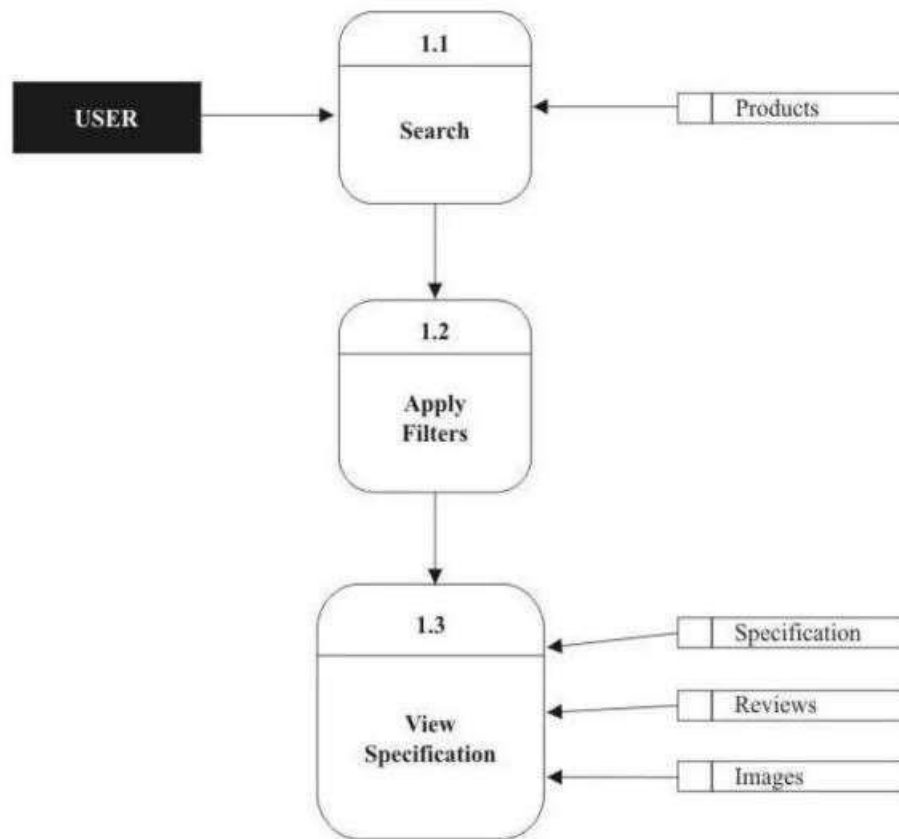 1.1
USER
Search
Products
1.2
Apply
Filters
1.3
Specification
Reviews
View
Specification
Images